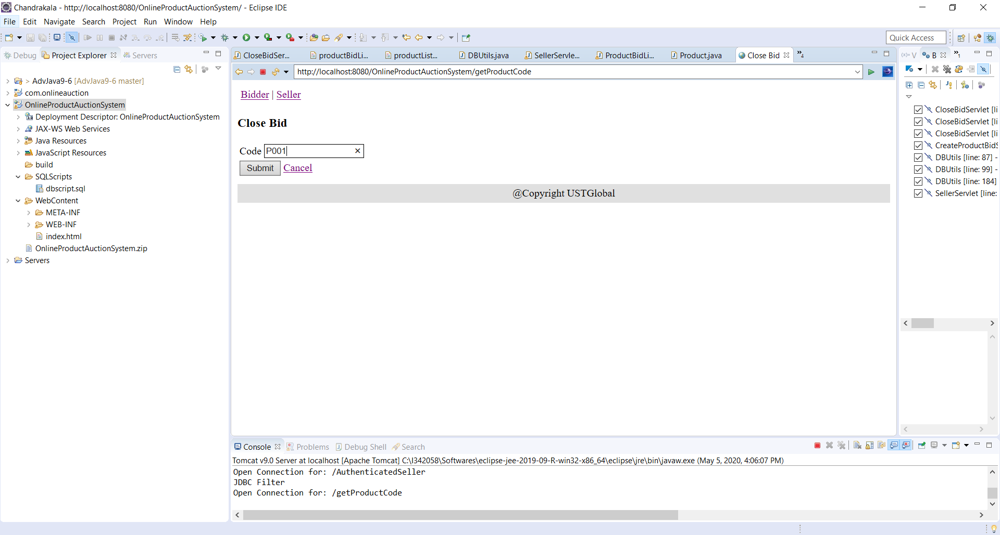 Chandrakala - http://localhost:8080/OnlineProductAuctionSystem/ - Eclipse IDE
File Edit Navigate Search Project Run Window Help
Quick Access
Debug Project Explorer Servers
CloseBidSer... productBidLi... productList... DBUtils.java SellerServle... ProductBidLi... Product.java Close Bid 4
(x)= V B 1
http://localhost:8080/OnlineProductAuctionSystem/getProductCode
> AdvJava9-6 [AdvJava9-6 master]
com.onlineauction
OnlineProductAuctionSystem
Deployment Descriptor: OnlineProductAuctionSystem
JAX-WS Web Services
Java Resources
JavaScript Resources
build
SQLScripts
dbscript.sql
WebContent
META-INF
WEB-INF
index.html
OnlineProductAuctionSystem.zip
Servers
Bidder | Seller
Close Bid
Code P001
Submit Cancel
@Copyright USTGlobal
CloseBidServlet [li
CloseBidServlet [li
CloseBidServlet [li
CreateProductBidS
DBUtils [line: 87] -
DBUtils [line: 99] -
DBUtils [line: 184]
SellerServlet [line:
Console Problems Debug Shell Search
Tomcat v9.0 Server at localhost [Apache Tomcat] C:\I342058\Softwares\eclipse-jee-2019-09-R-win32-x86_64\eclipse\jre\bin\javaw.exe (May 5, 2020, 4:06:07 PM)
Open Connection for: /AuthenticatedSeller
JDBC Filter
Open Connection for: /getProductCode